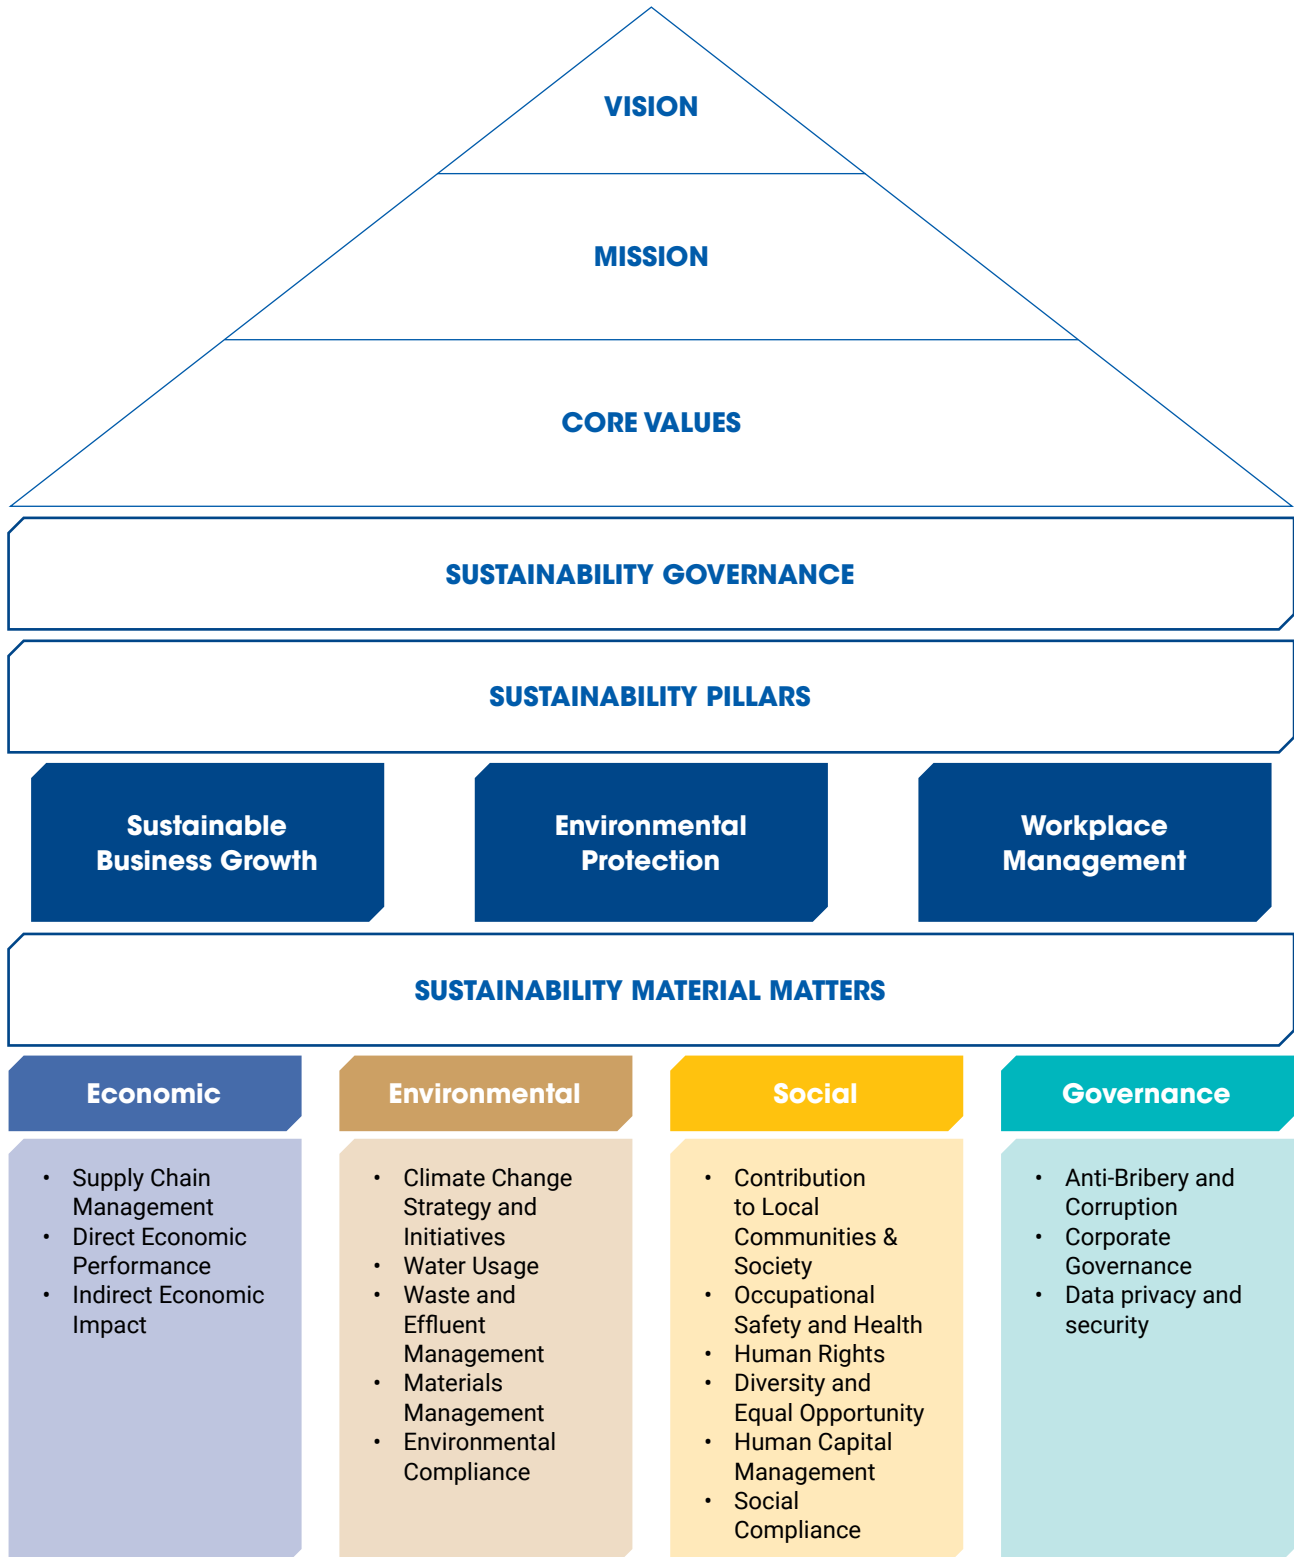 VISION
MISSION
CORE VALUES
SUSTAINABILITY GOVERNANCE
SUSTAINABILITY PILLARS
Sustainable
Business Growth
Environmental
Protection
Workplace
Management
SUSTAINABILITY MATERIAL MATTERS
Economic
• Supply Chain
Management
• Direct Economic
Performance
• Indirect Economic
Impact
Environmental
• Climate Change
Strategy and
Initiatives
• Water Usage
• Waste and
Effluent
Management
• Materials
Management
• Environmental
Compliance
Social
• Contribution
to Local
Communities &
Society
• Occupational
Safety and Health
• Human Rights
• Diversity and
Equal Opportunity
• Human Capital
Management
• Social
Compliance
Governance
• Anti-Bribery and
Corruption
• Corporate
Governance
• Data privacy and
security